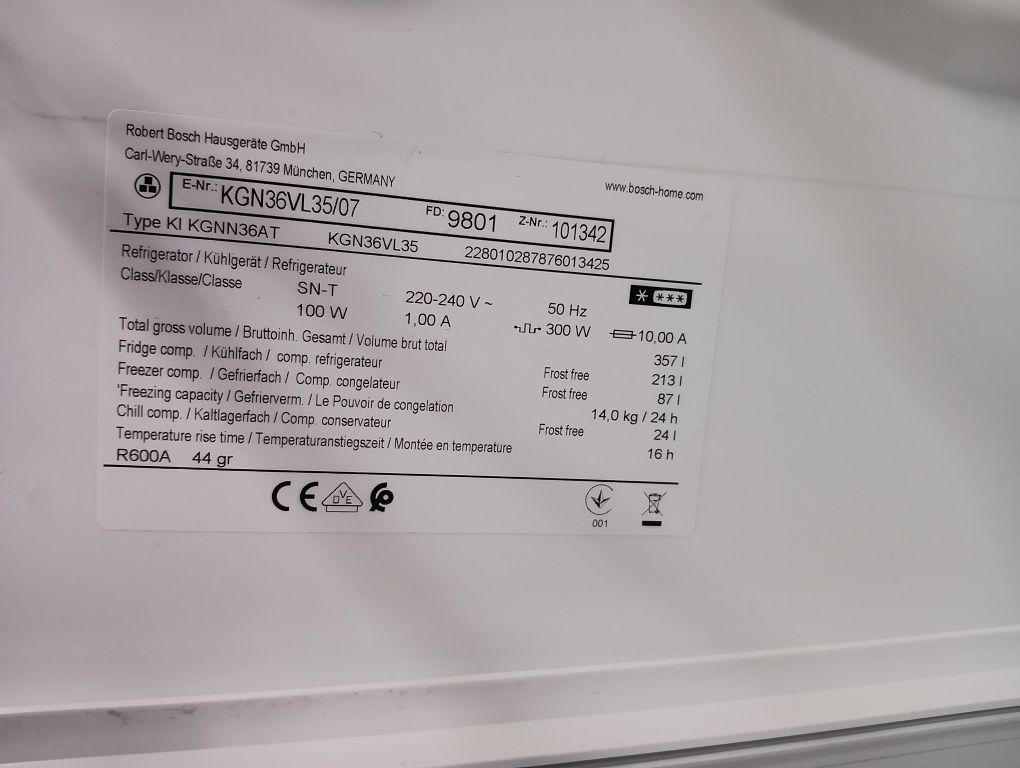 Robert Bosch Hausgeräte GmbH
Carl-Wery-Straße 34, 81739 München, GERMANY
www.bosch-home.com
E-Nr.: KGN36VL35/07 FD: 9801 Z-Nr.: 101342
Type KI KGNN36AT KGN36VL35 228010287876013425
Refrigerator / Kühlgerät / Refrigerateur
Class/Klasse/Classe SN-T 220-240 V ~ 50 Hz
100 W 1,00 A 300 W 10,00 A
Total gross volume / Bruttoinh. Gesamt / Volume brut total 357 l
Fridge comp. / Kühlfach / comp. refrigerateur Frost free 213 l
Freezer comp. / Gefrierfach / Comp. congelateur Frost free 87 l
'Freezing capacity / Gefrierverm. / Le Pouvoir de congelation 14,0 kg / 24 h
Chill comp. / Kaltlagerfach / Comp. conservateur Frost free 24 l
Temperature rise time / Temperaturanstiegszeit / Montée en temperature 16 h
R600A 44 gr
CE DVE
001